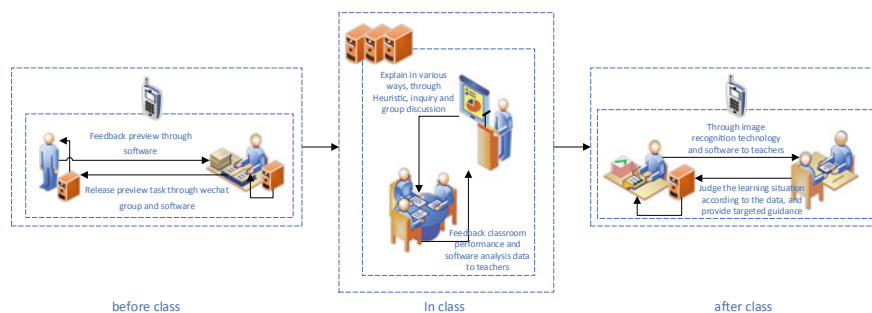 Feedback preview through
software
Release preview task through wechat
group and software
before class
Explain in various
ways, through
Heuristic, inquiry and
group discussion
Feedback classroom
performance and
software analysis data
to teachers
In class
Through image
recognition technology
and software to teachers
Judge the learning situation
according to the data, and
provide targeted guidance
after class